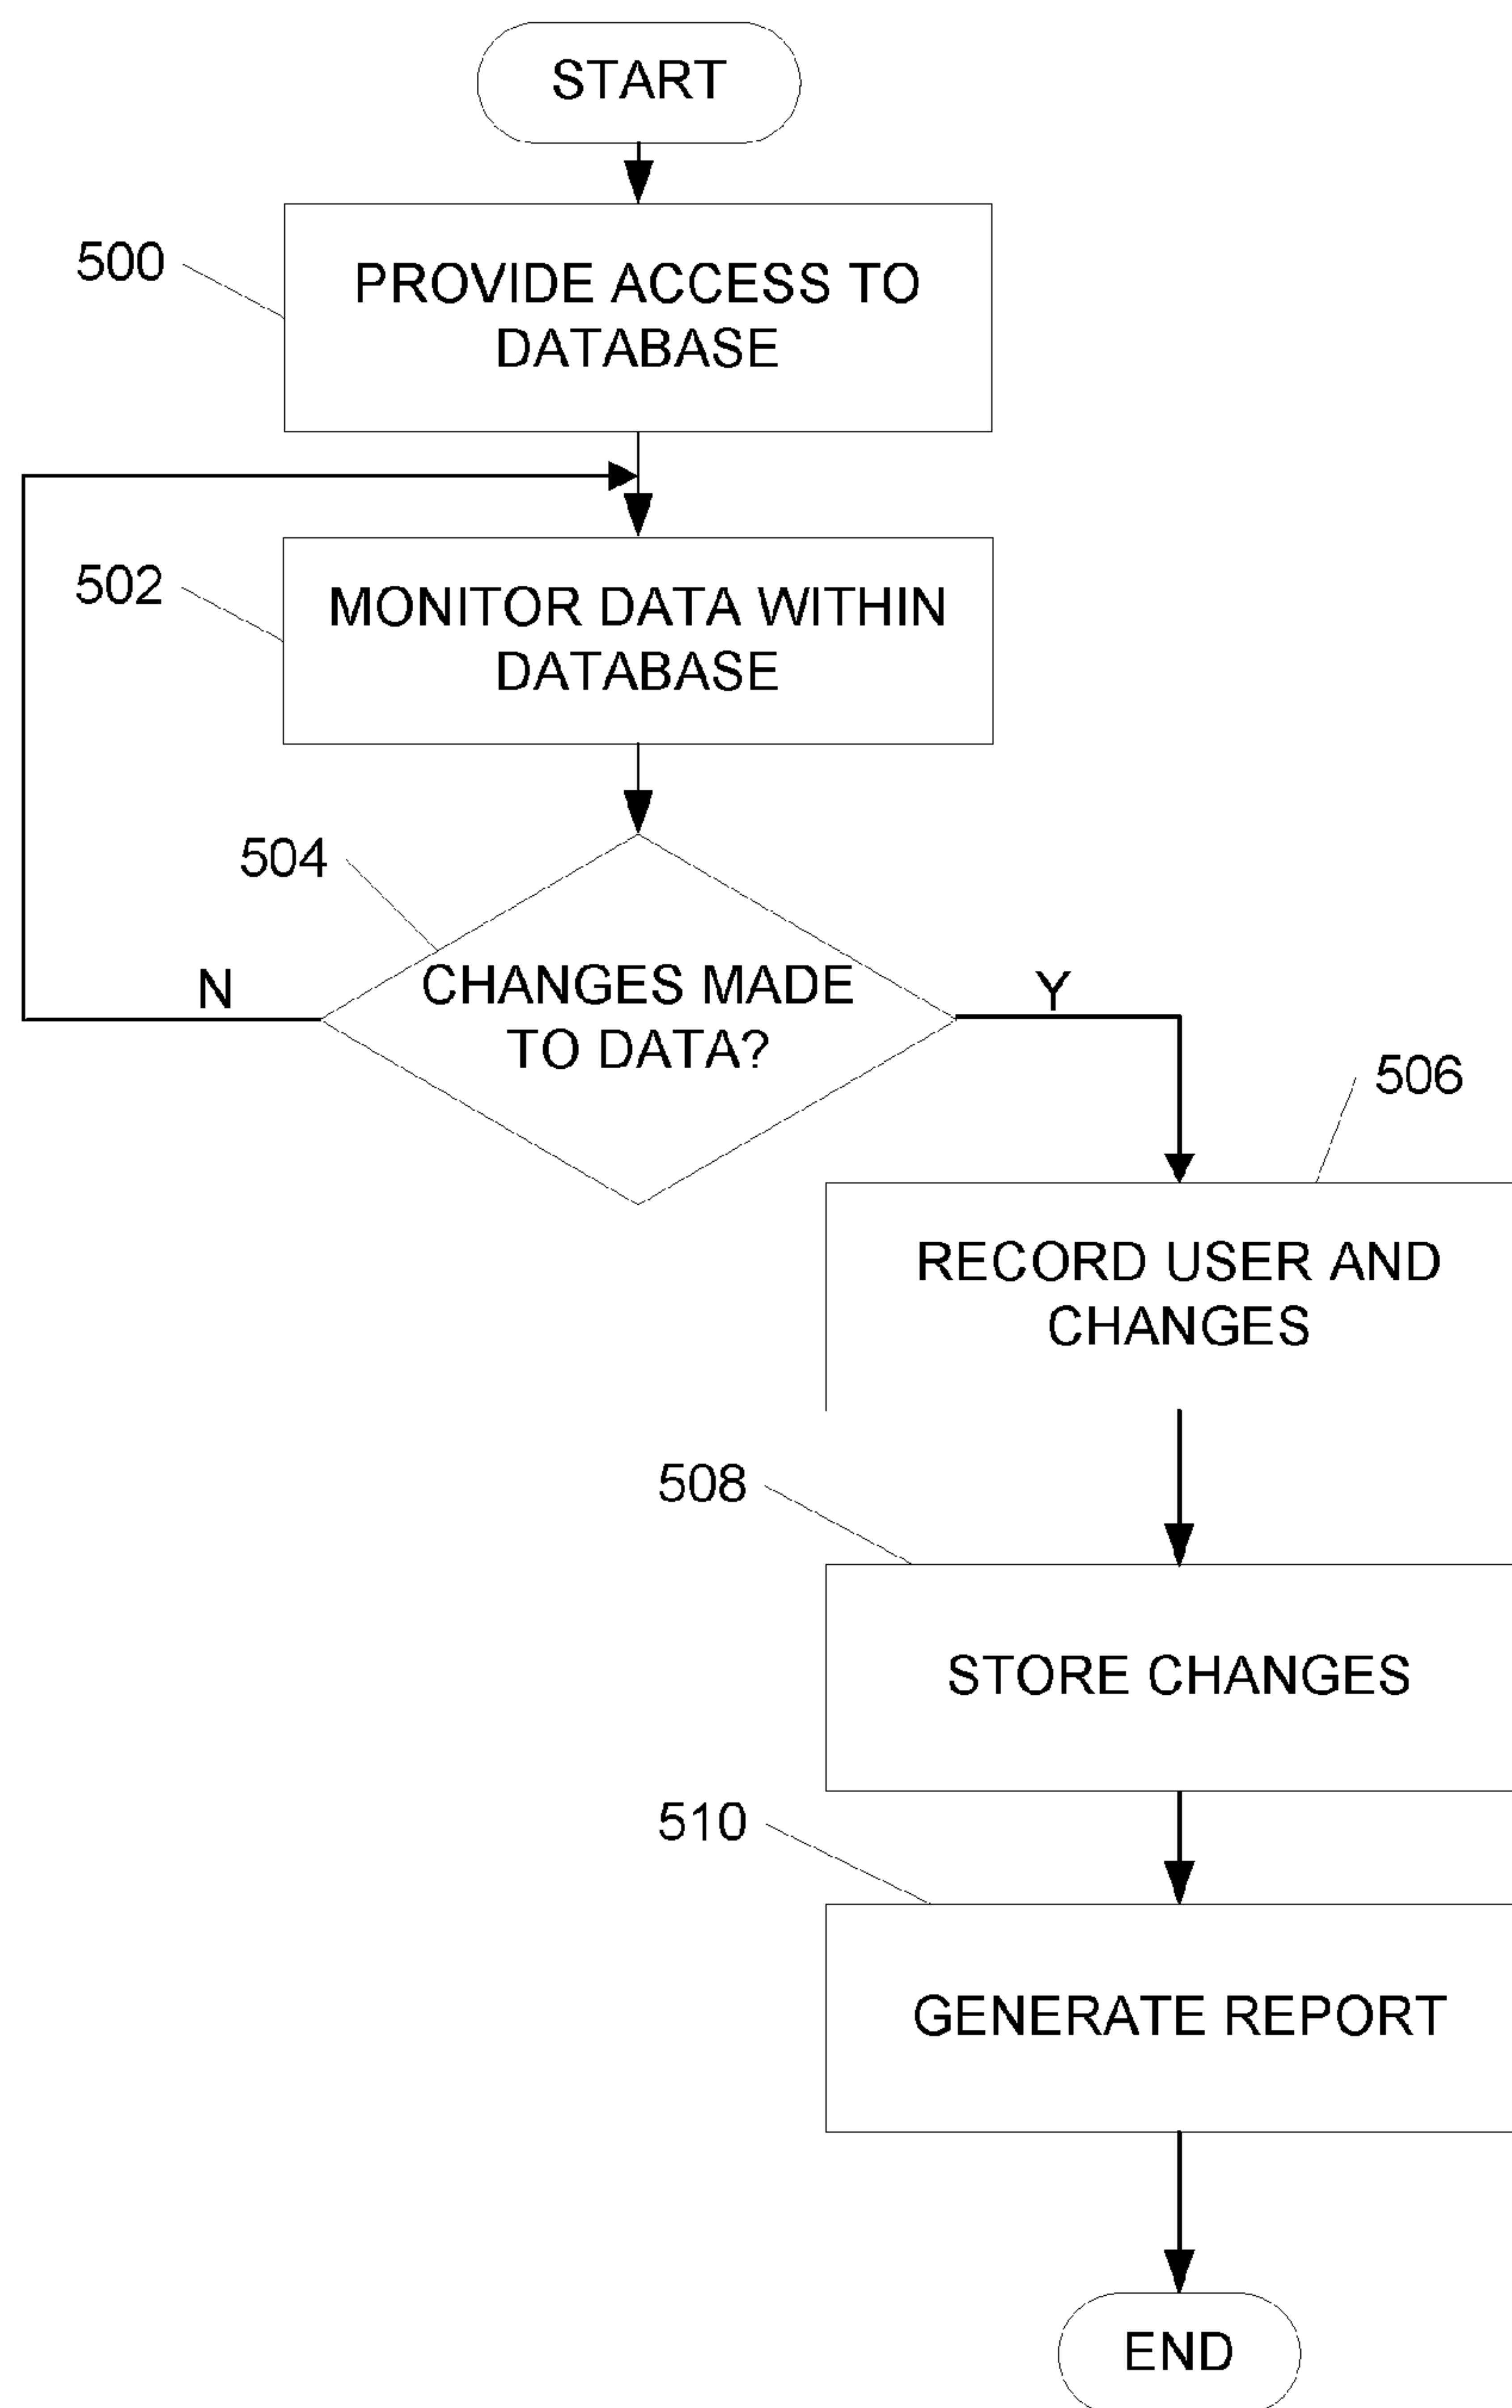 START
500
PROVIDE ACCESS TO
DATABASE
502
MONITOR DATA WITHIN
DATABASE
504
CHANGES MADE
TO DATA?
N
Y
506
RECORD USER AND
CHANGES
508
STORE CHANGES
510
GENERATE REPORT
END